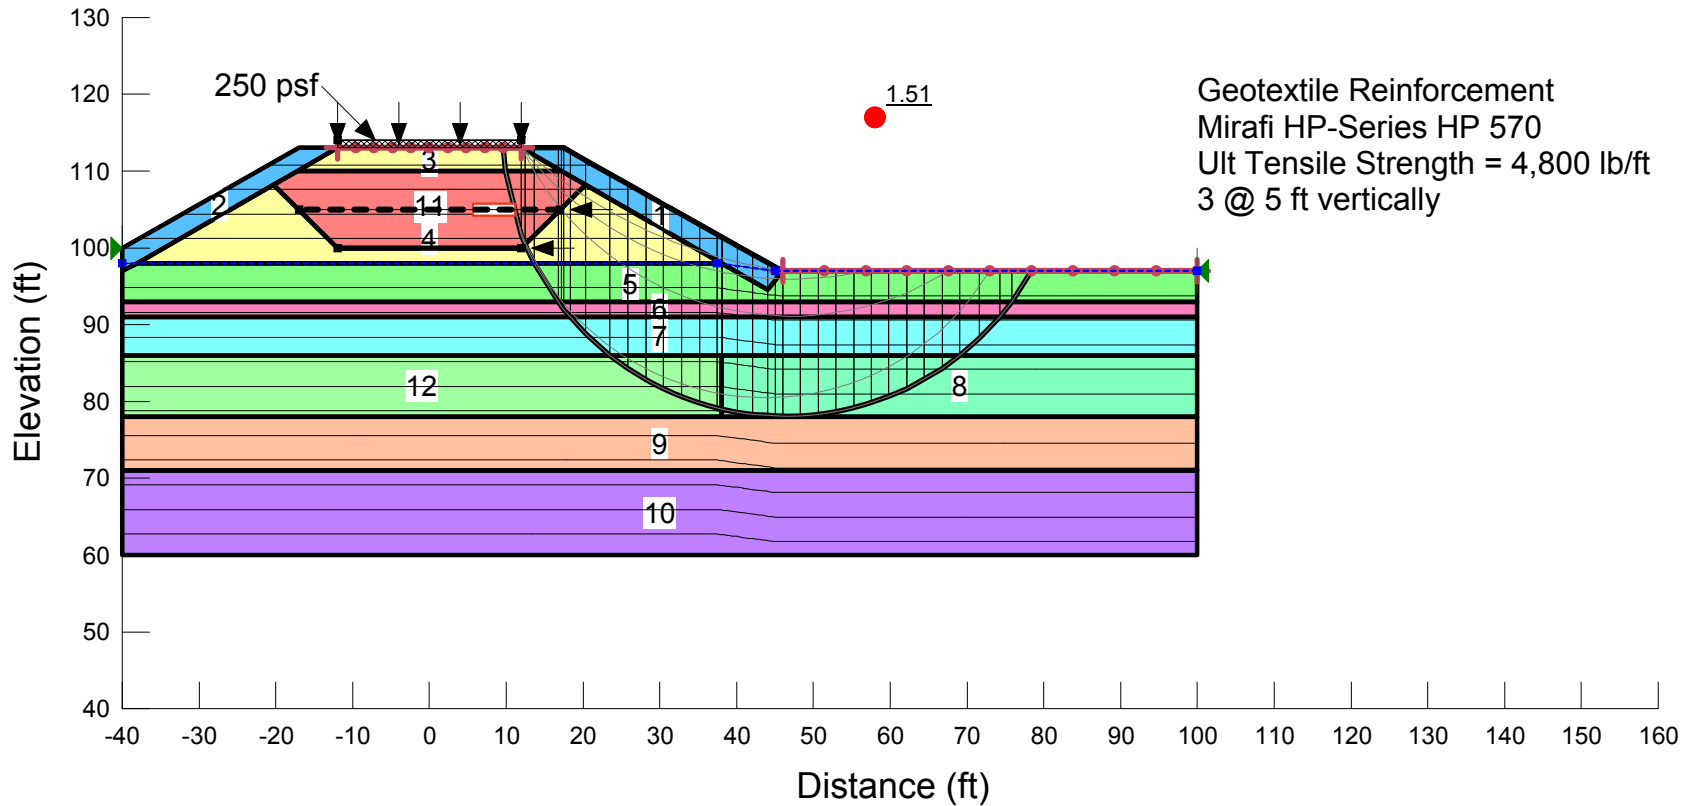 130
120
110
100
90
80
70
60
50
40
Elevation (ft)
250 psf
1.51
Geotextile Reinforcement
Mirafi HP-Series HP 570
Ult Tensile Strength = 4,800 lb/ft
3 @ 5 ft vertically
3
2
11
1
4
5
6
7
12
8
9
10
-40 -30 -20 -10 0 10 20 30 40 50 60 70 80 90 100 110 120 130 140 150 160
Distance (ft)